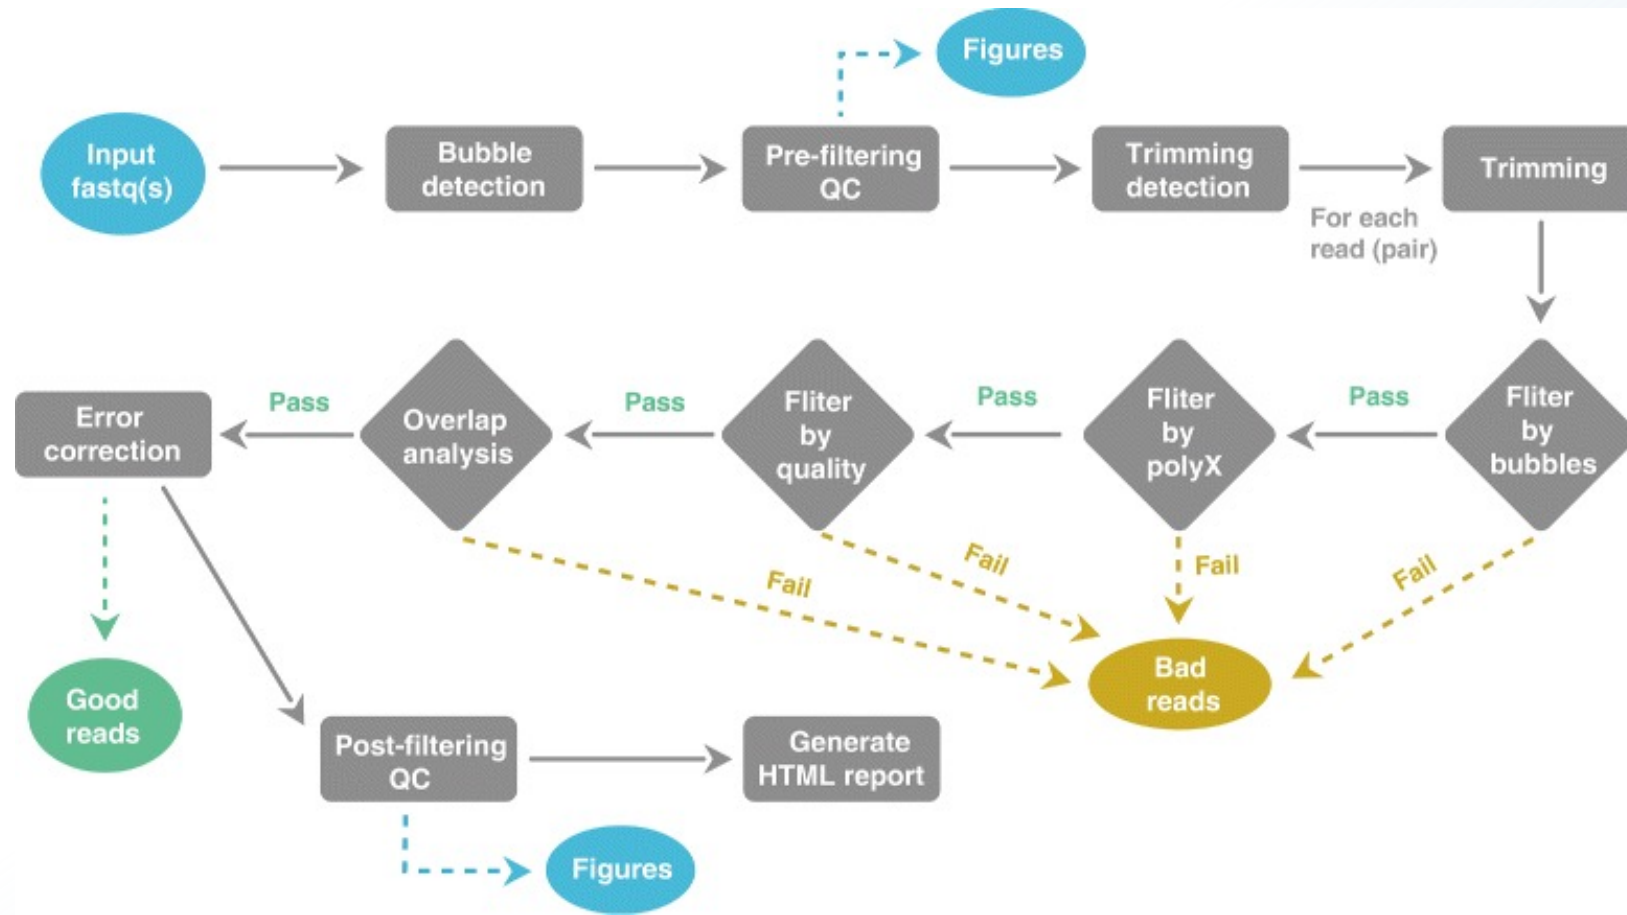 Figures
Input
fastq(s)
Bubble
detection
Pre-filtering
QC
Trimming
detection
For each
read (pair)
Trimming
Error
correction
Pass
Overlap
analysis
Pass
Fliter
by
quality
Pass
Fliter
by
polyX
Pass
Fliter
by
bubbles
Fail
Fail
Fail
Fail
Good
reads
Bad
reads
Post-filtering
QC
Generate
HTML report
Figures